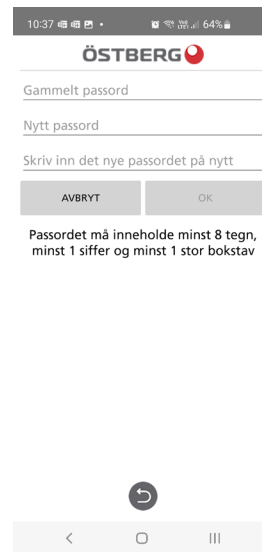 10:37
64%
ÖSTBERG
Gammelt passord
Nytt passord
Skriv inn det nye passordet på nytt
AVBRYT OK
Passordet må inneholde minst 8 tegn,
minst 1 siffer og minst 1 stor bokstav